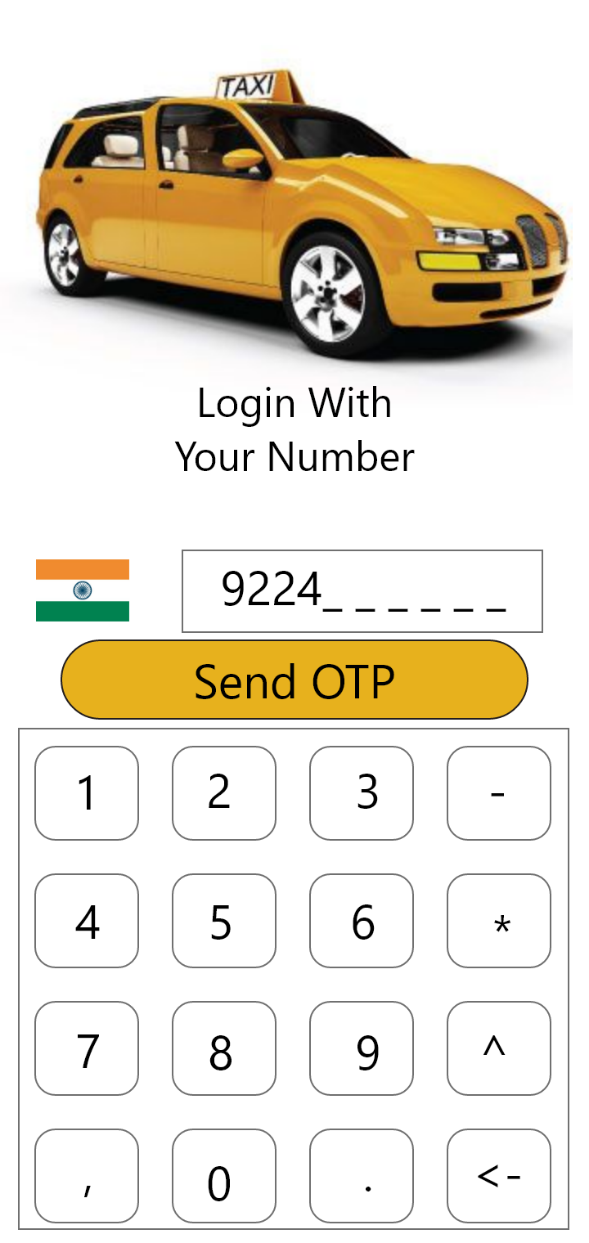 TAXI
Login With
Your Number
9224_ _ _ _ _ _
Send OTP
1 2 3 -
4 5 6 *
7 8 9 ^
, 0 . <-